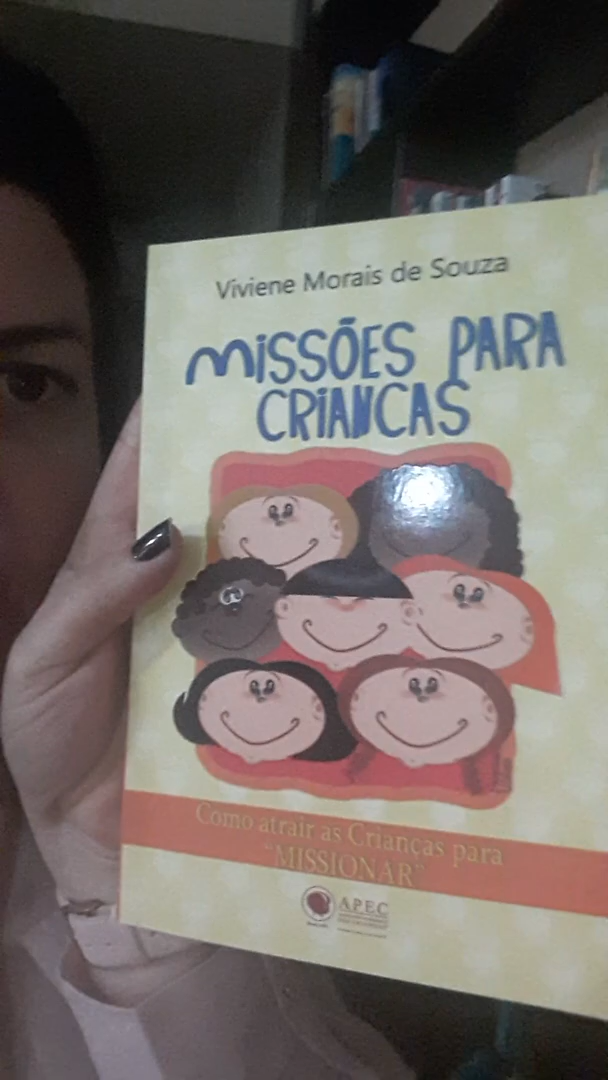 Viviene Morais de Souza
MISSÕES PARA
CRIANCAS
Como atrair as Crianças para
"MISSIONAR"
APEC